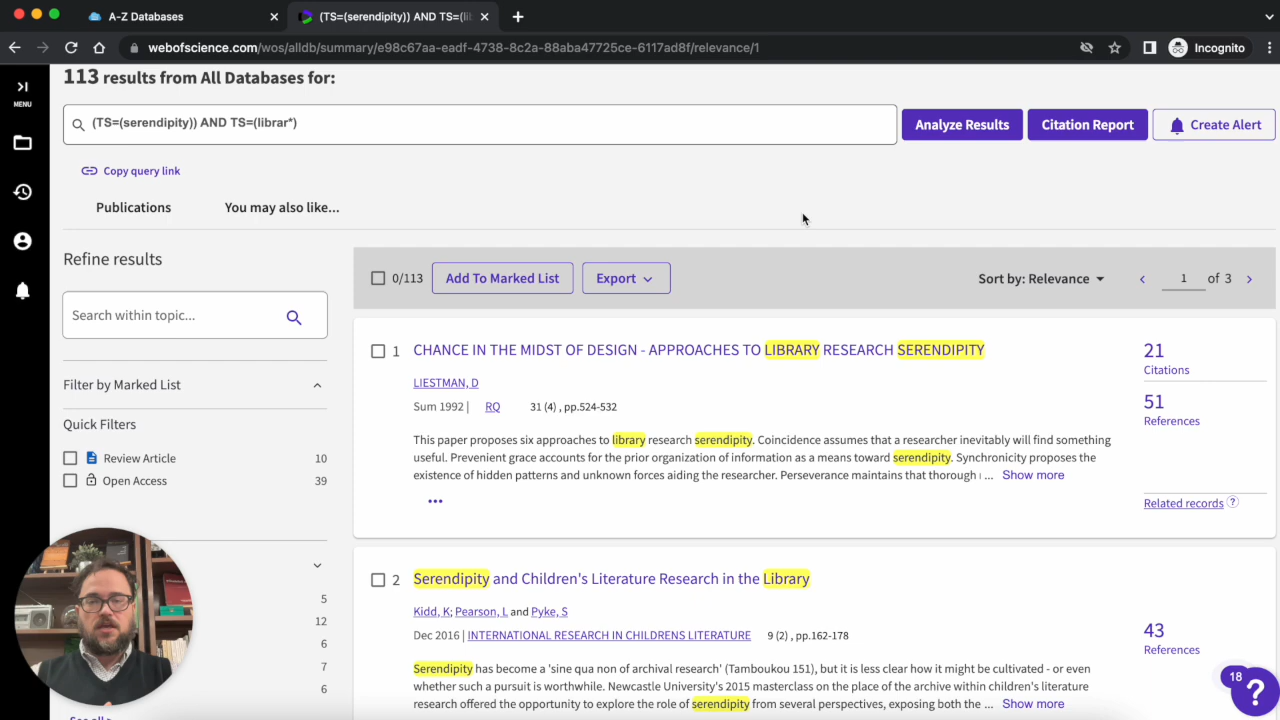 A-Z Databases
(TS=(serendipity)) AND TS=(lib
webofscience.com/wos/alldb/summary/e98c67aa-eadf-4738-8c2a-88aba47725ce-6117ad8f/relevance/1
Incognito
MENU
113 results from All Databases for:
(TS=(serendipity)) AND TS=(librar*)
Analyze Results
Citation Report
Create Alert
Copy query link
Publications
You may also like...
Refine results
Search within topic...
Filter by Marked List
Quick Filters
Review Article 10
Open Access 39
5
12
6
7
6
0/113
Add To Marked List
Export
Sort by: Relevance
1 of 3
1 CHANCE IN THE MIDST OF DESIGN - APPROACHES TO LIBRARY RESEARCH SERENDIPITY
LIESTMAN, D
Sum 1992 | RQ 31 (4) , pp.524-532
This paper proposes six approaches to library research serendipity. Coincidence assumes that a researcher inevitably will find something
useful. Prevenient grace accounts for the prior organization of information as a means toward serendipity. Synchronicity proposes the
existence of hidden patterns and unknown forces aiding the researcher. Perseverance maintains that thorough ... Show more
21
Citations
51
References
Related records ?
2 Serendipity and Children's Literature Research in the Library
Kidd, K; Pearson, L and Pyke, S
Dec 2016 | INTERNATIONAL RESEARCH IN CHILDRENS LITERATURE 9 (2) , pp.162-178
Serendipity has become a 'sine qua non of archival research' (Tamboukou 151), but it is less clear how it might be cultivated - or even
whether such a pursuit is worthwhile. Newcastle University's 2015 masterclass on the place of the archive within children's literature
research offered the opportunity to explore the role of serendipity from several perspectives, exposing both the ... Show more
43
References
18
?